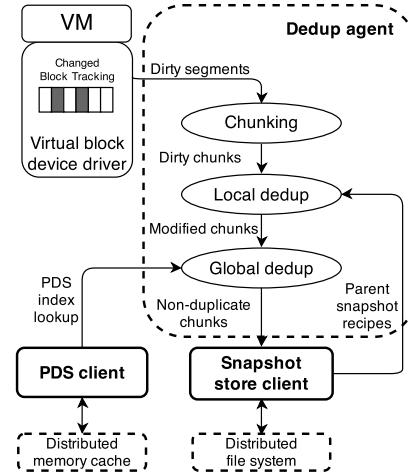 VM
Dedup agent
Changed
Block Tracking
Virtual block
device driver
Dirty segments
Chunking
Dirty chunks
Local dedup
Modified chunks
Global dedup
PDS
index
lookup
Non-duplicate
chunks
Parent
snapshot
recipes
PDS client
Snapshot
store client
Distributed
memory cache
Distributed
file system